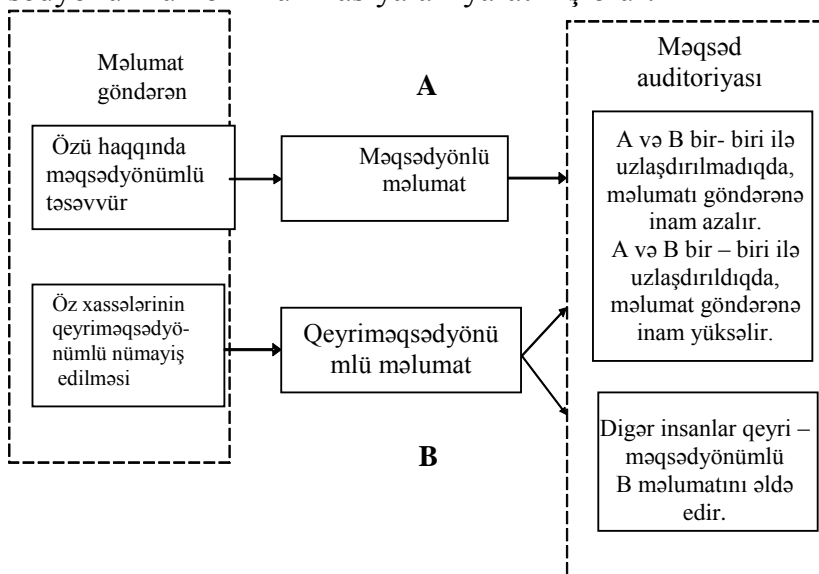 Məlumat
göndərən
A
Məqsəd
auditoriyası
Özü haqqında
məqsədyönümlü
təsəvvür
Məqsədyönlü
məlumat
A və B bir- biri ilə
uzlaşdırılmadıqda,
məlumatı göndərənə
inam azalır.
A və B bir – biri ilə
uzlaşdırıldıqda,
məlumat göndərənə
inam yüksəlir.
Öz xassələrinin
qeyriməqsədyö-
nümlü nümayiş
edilməsi
Qeyriməqsədyönü
mlü məlumat
B
Digər insanlar qeyri –
məqsədyönümlü
B məlumatını əldə
edir.